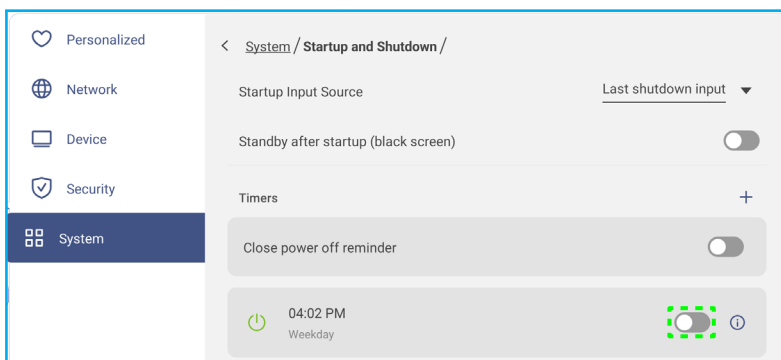 Personalized
Network
Device
Security
System
System / Startup and Shutdown /
Startup Input Source
Last shutdown input
Standby after startup (black screen)
Timers
Close power off reminder
04:02 PM
Weekday